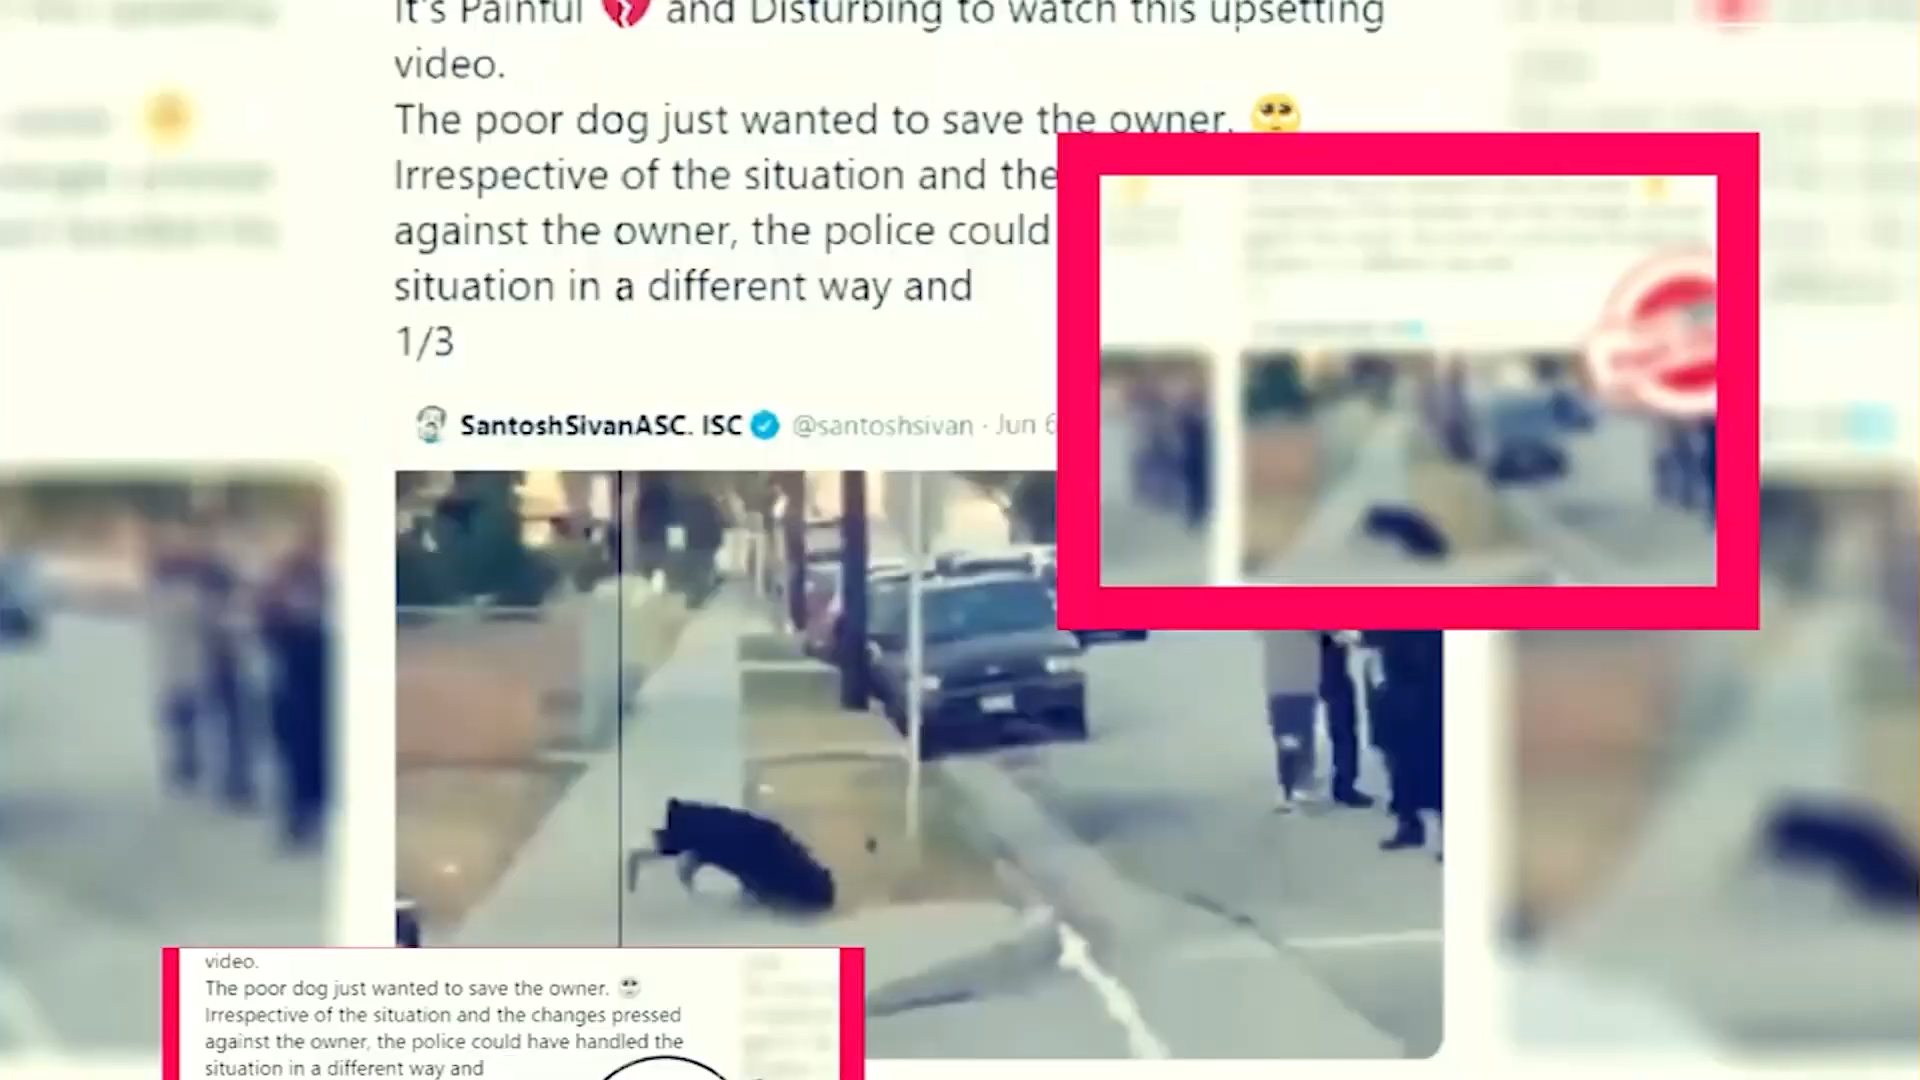 It's Painful 💔 and Disturbing to watch this upsetting
video.
The poor dog just wanted to save the owner. 🥺
Irrespective of the situation and the
against the owner, the police could
situation in a different way and
1/3
SantoshSivanASC. ISC @santoshsivan · Jun 6
video.
The poor dog just wanted to save the owner. 🥺
Irrespective of the situation and the changes pressed
against the owner, the police could have handled the
situation in a different way and